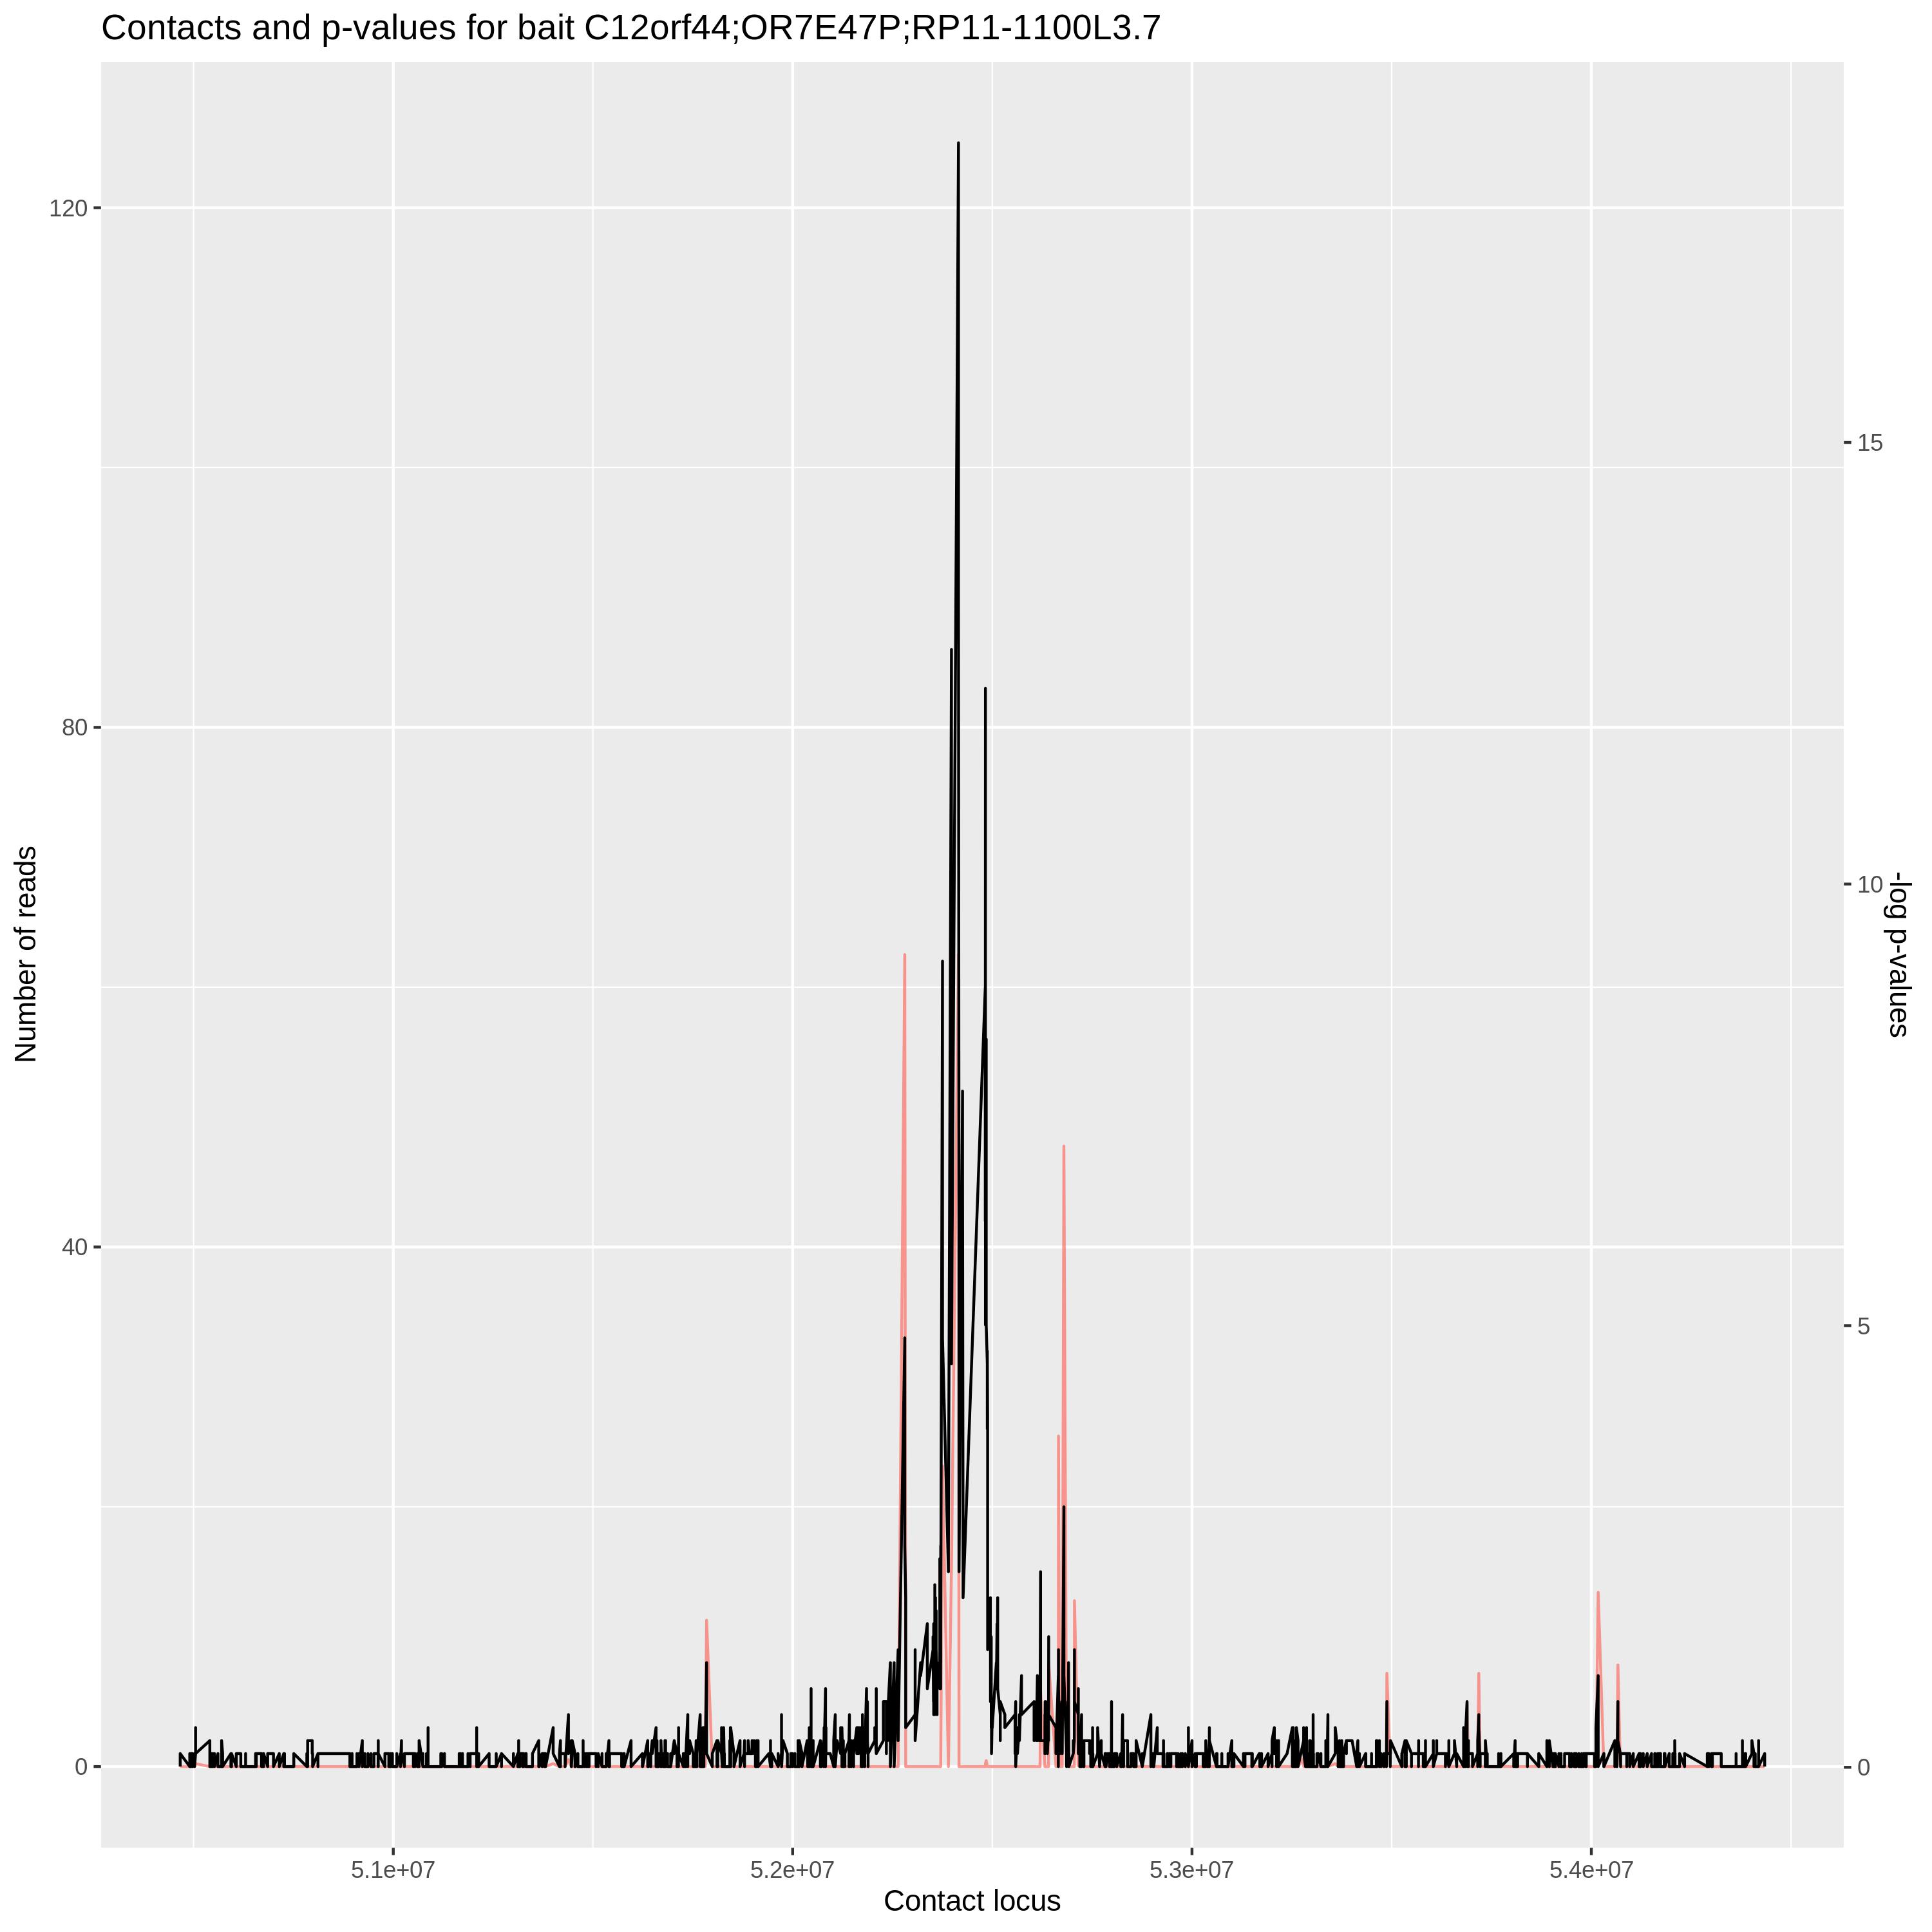 Contacts and p-values for bait C12orf44;OR7E47P;RP11-1100L3.7
120
80
40
0
Number of reads
15
10
5
0
-log p-values
5.1e+07 5.2e+07 5.3e+07 5.4e+07
Contact locus